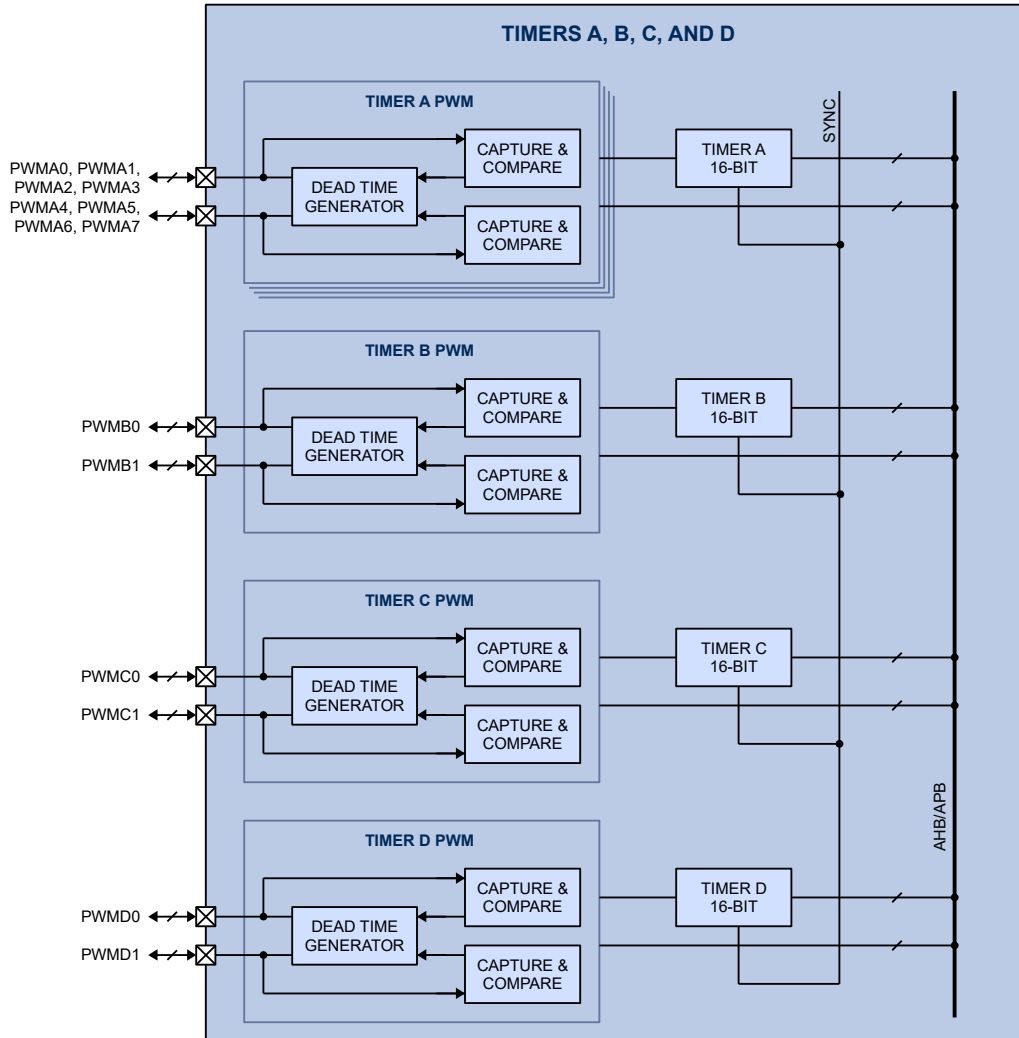 TIMERS A, B, C, AND D
TIMER A PWM
SYNC
PWMA0, PWMA1,
PWMA2, PWMA3
PWMA4, PWMA5,
PWMA6, PWMA7
DEAD TIME
GENERATOR
CAPTURE &
COMPARE
CAPTURE &
COMPARE
TIMER A
16-BIT
TIMER B PWM
PWMB0
PWMB1
DEAD TIME
GENERATOR
CAPTURE &
COMPARE
CAPTURE &
COMPARE
TIMER B
16-BIT
TIMER C PWM
PWMC0
PWMC1
DEAD TIME
GENERATOR
CAPTURE &
COMPARE
CAPTURE &
COMPARE
TIMER C
16-BIT
AHB/APB
TIMER D PWM
PWMD0
PWMD1
DEAD TIME
GENERATOR
CAPTURE &
COMPARE
CAPTURE &
COMPARE
TIMER D
16-BIT